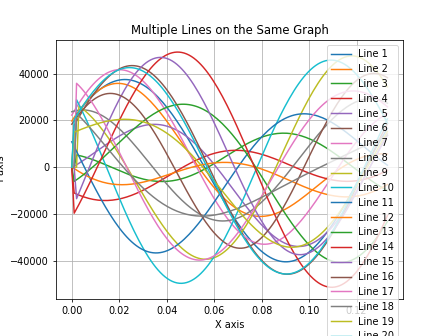 Multiple Lines on the Same Graph
40000
20000
0
−20000
−40000
0.00
0.02
0.04
0.06
0.08
0.10
X axis
axis
Line 1
Line 2
Line 3
Line 4
Line 5
Line 6
Line 7
Line 8
Line 9
Line 10
Line 11
Line 12
Line 13
Line 14
Line 15
Line 16
Line 17
Line 18
Line 19
Line 20